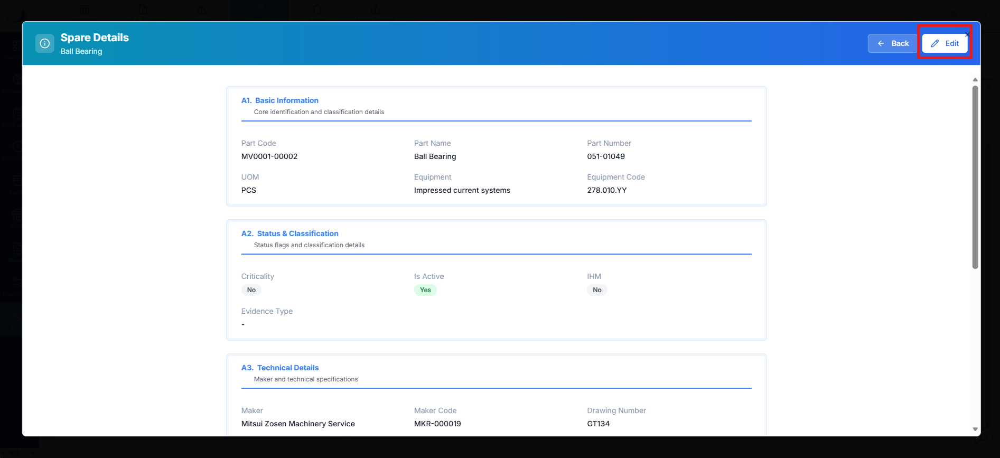 Spare Details
Ball Bearing
Back
Edit
A1. Basic Information
Core identification and classification details
Part Code
Part Name
Part Number
MV0001-00002
Ball Bearing
051-01049
UOM
Equipment
Equipment Code
PCS
Impressed current systems
278.010.YY
A2. Status & Classification
Status flags and classification details
Criticality
Is Active
IHM
No
Yes
No
Evidence Type
-
A3. Technical Details
Maker and technical specifications
Maker
Maker Code
Drawing Number
Mitsui Zosen Machinery Service
MKR-000019
GT134